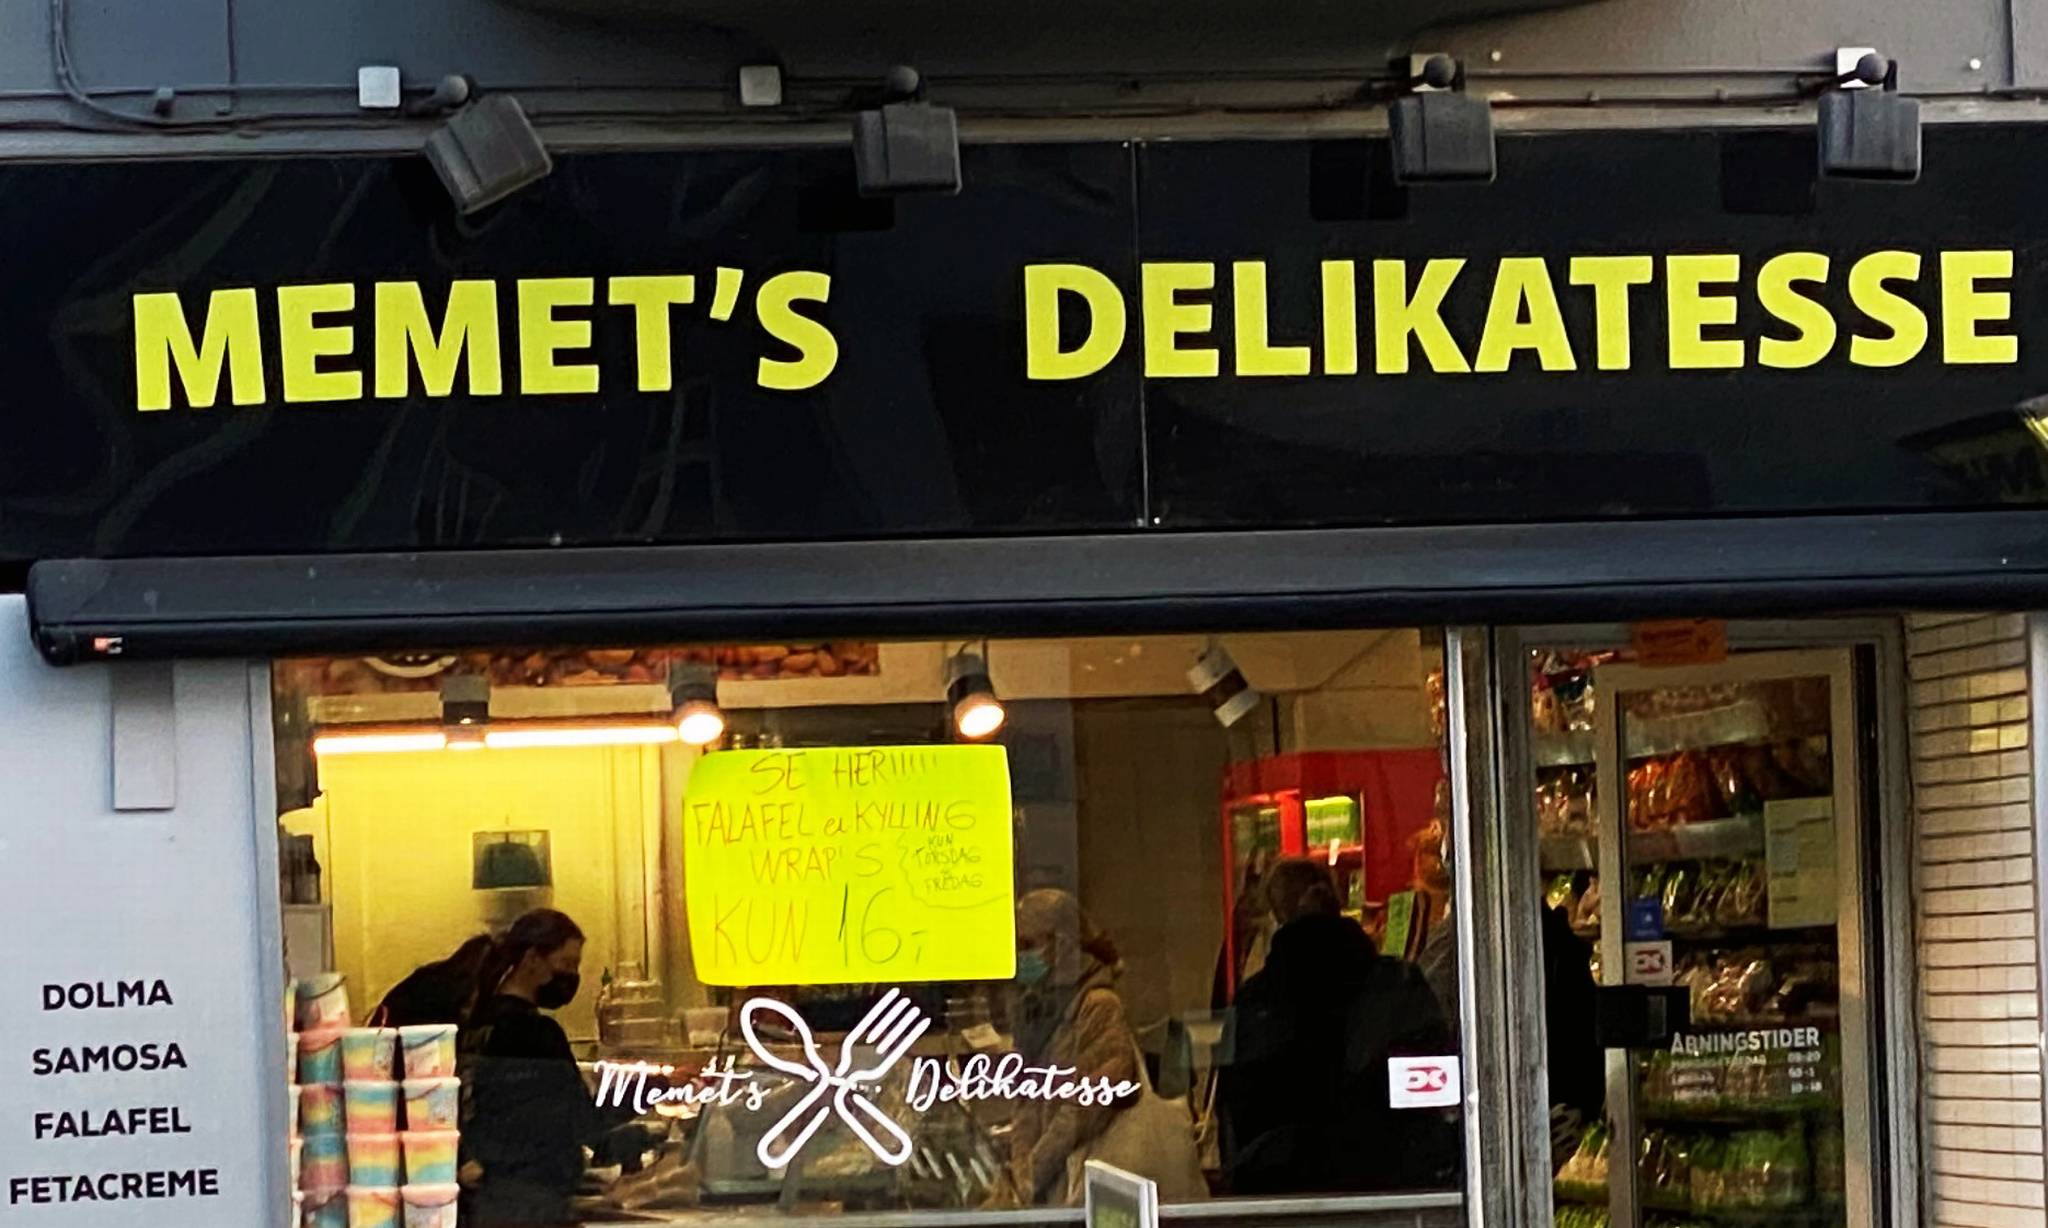 MEMET'S DELIKATESSE
SE HER!!!!!
FALAFEL el KYLLING
WRAP'S
KUN
TORSDAG
&
FREDAG
KUN 16,-
Memet's Delikatesse
DOLMA
SAMOSA
FALAFEL
FETACREME
ÅBNINGSTIDER